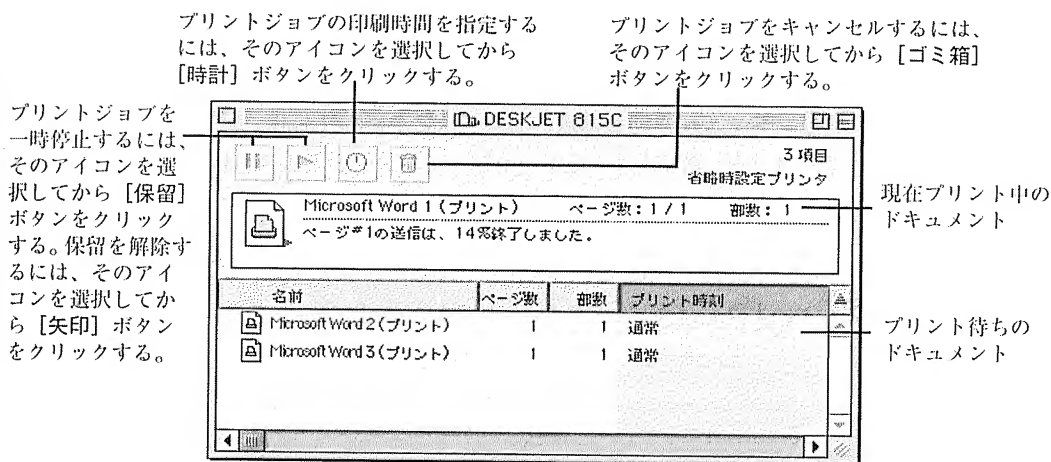 プリントジョブの印刷時間を指定する
には、そのアイコンを選択してから
[時計] ボタンをクリックする。
プリントジョブをキャンセルするには、
そのアイコンを選択してから [ゴミ箱]
ボタンをクリックする。
プリントジョブを
一時停止するには、
そのアイコンを選
択してから [保留]
ボタンをクリック
する。保留を解除す
るには、そのアイ
コンを選択してか
ら [矢印] ボタン
をクリックする。
DESKJET 815C
3 項目
省略時設定プリンタ
Microsoft Word 1 (プリント) ページ数: 1 / 1 部数: 1
ページ#1の送信は、14%終了しました。
現在プリント中の
ドキュメント
名前 ページ数 部数 プリント時刻
Microsoft Word 2 (プリント) 1 1 通常
Microsoft Word 3 (プリント) 1 1 通常
プリント待ちの
ドキュメント